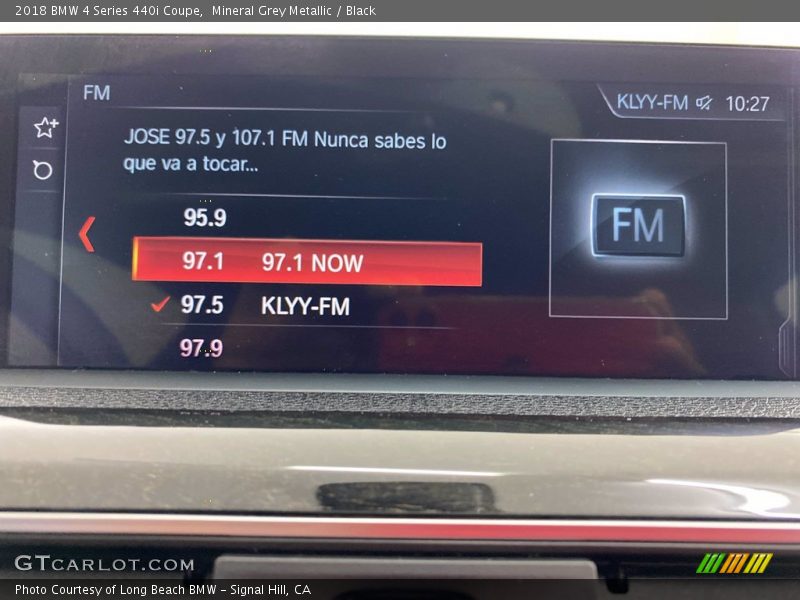 2018 BMW 4 Series 440i Coupe,  Mineral Grey Metallic / Black
FM
KLYY-FM 10:27
JOSE 97.5 y 107.1 FM Nunca sabes lo
que va a tocar...
95.9
97.1 97.1 NOW
97.5 KLYY-FM
97.9
FM
GTCARLOT.COM
Photo Courtesy of Long Beach BMW - Signal Hill, CA